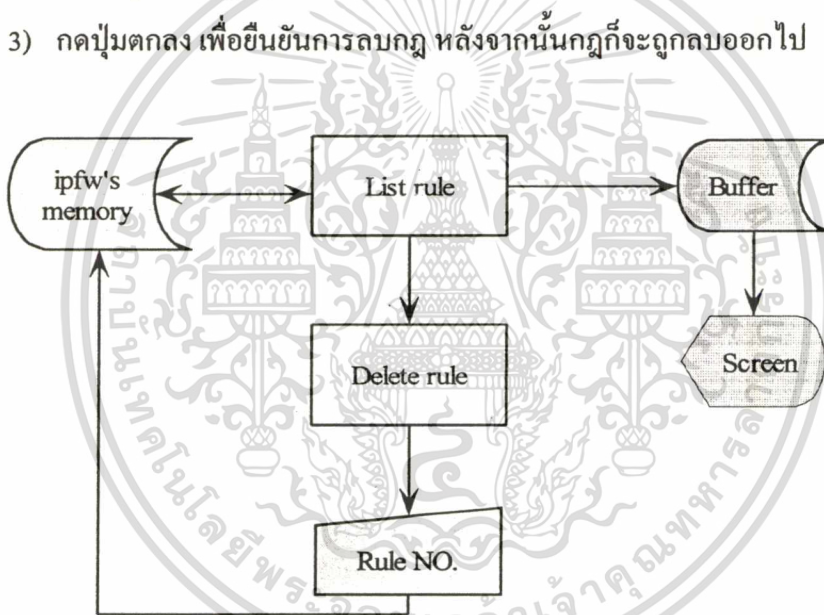 3) กดปุ่มตกลง เพื่อยืนยันการลบกฎ หลังจากนั้นกฎก็จะถูกลบออกไป
ipfw's
memory
List rule
Buffer
Delete rule
Screen
Rule NO.